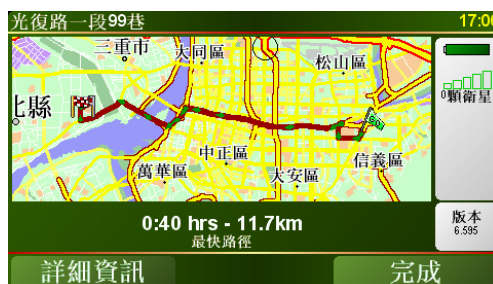 光復路一段99巷
17:06
三重市
大同區
松山區
0顆衛星
北縣
GO
中正區
信義區
萬華區
大安區
0:40 hrs - 11.7km
最快路徑
版本
6.595
詳細資訊
完成